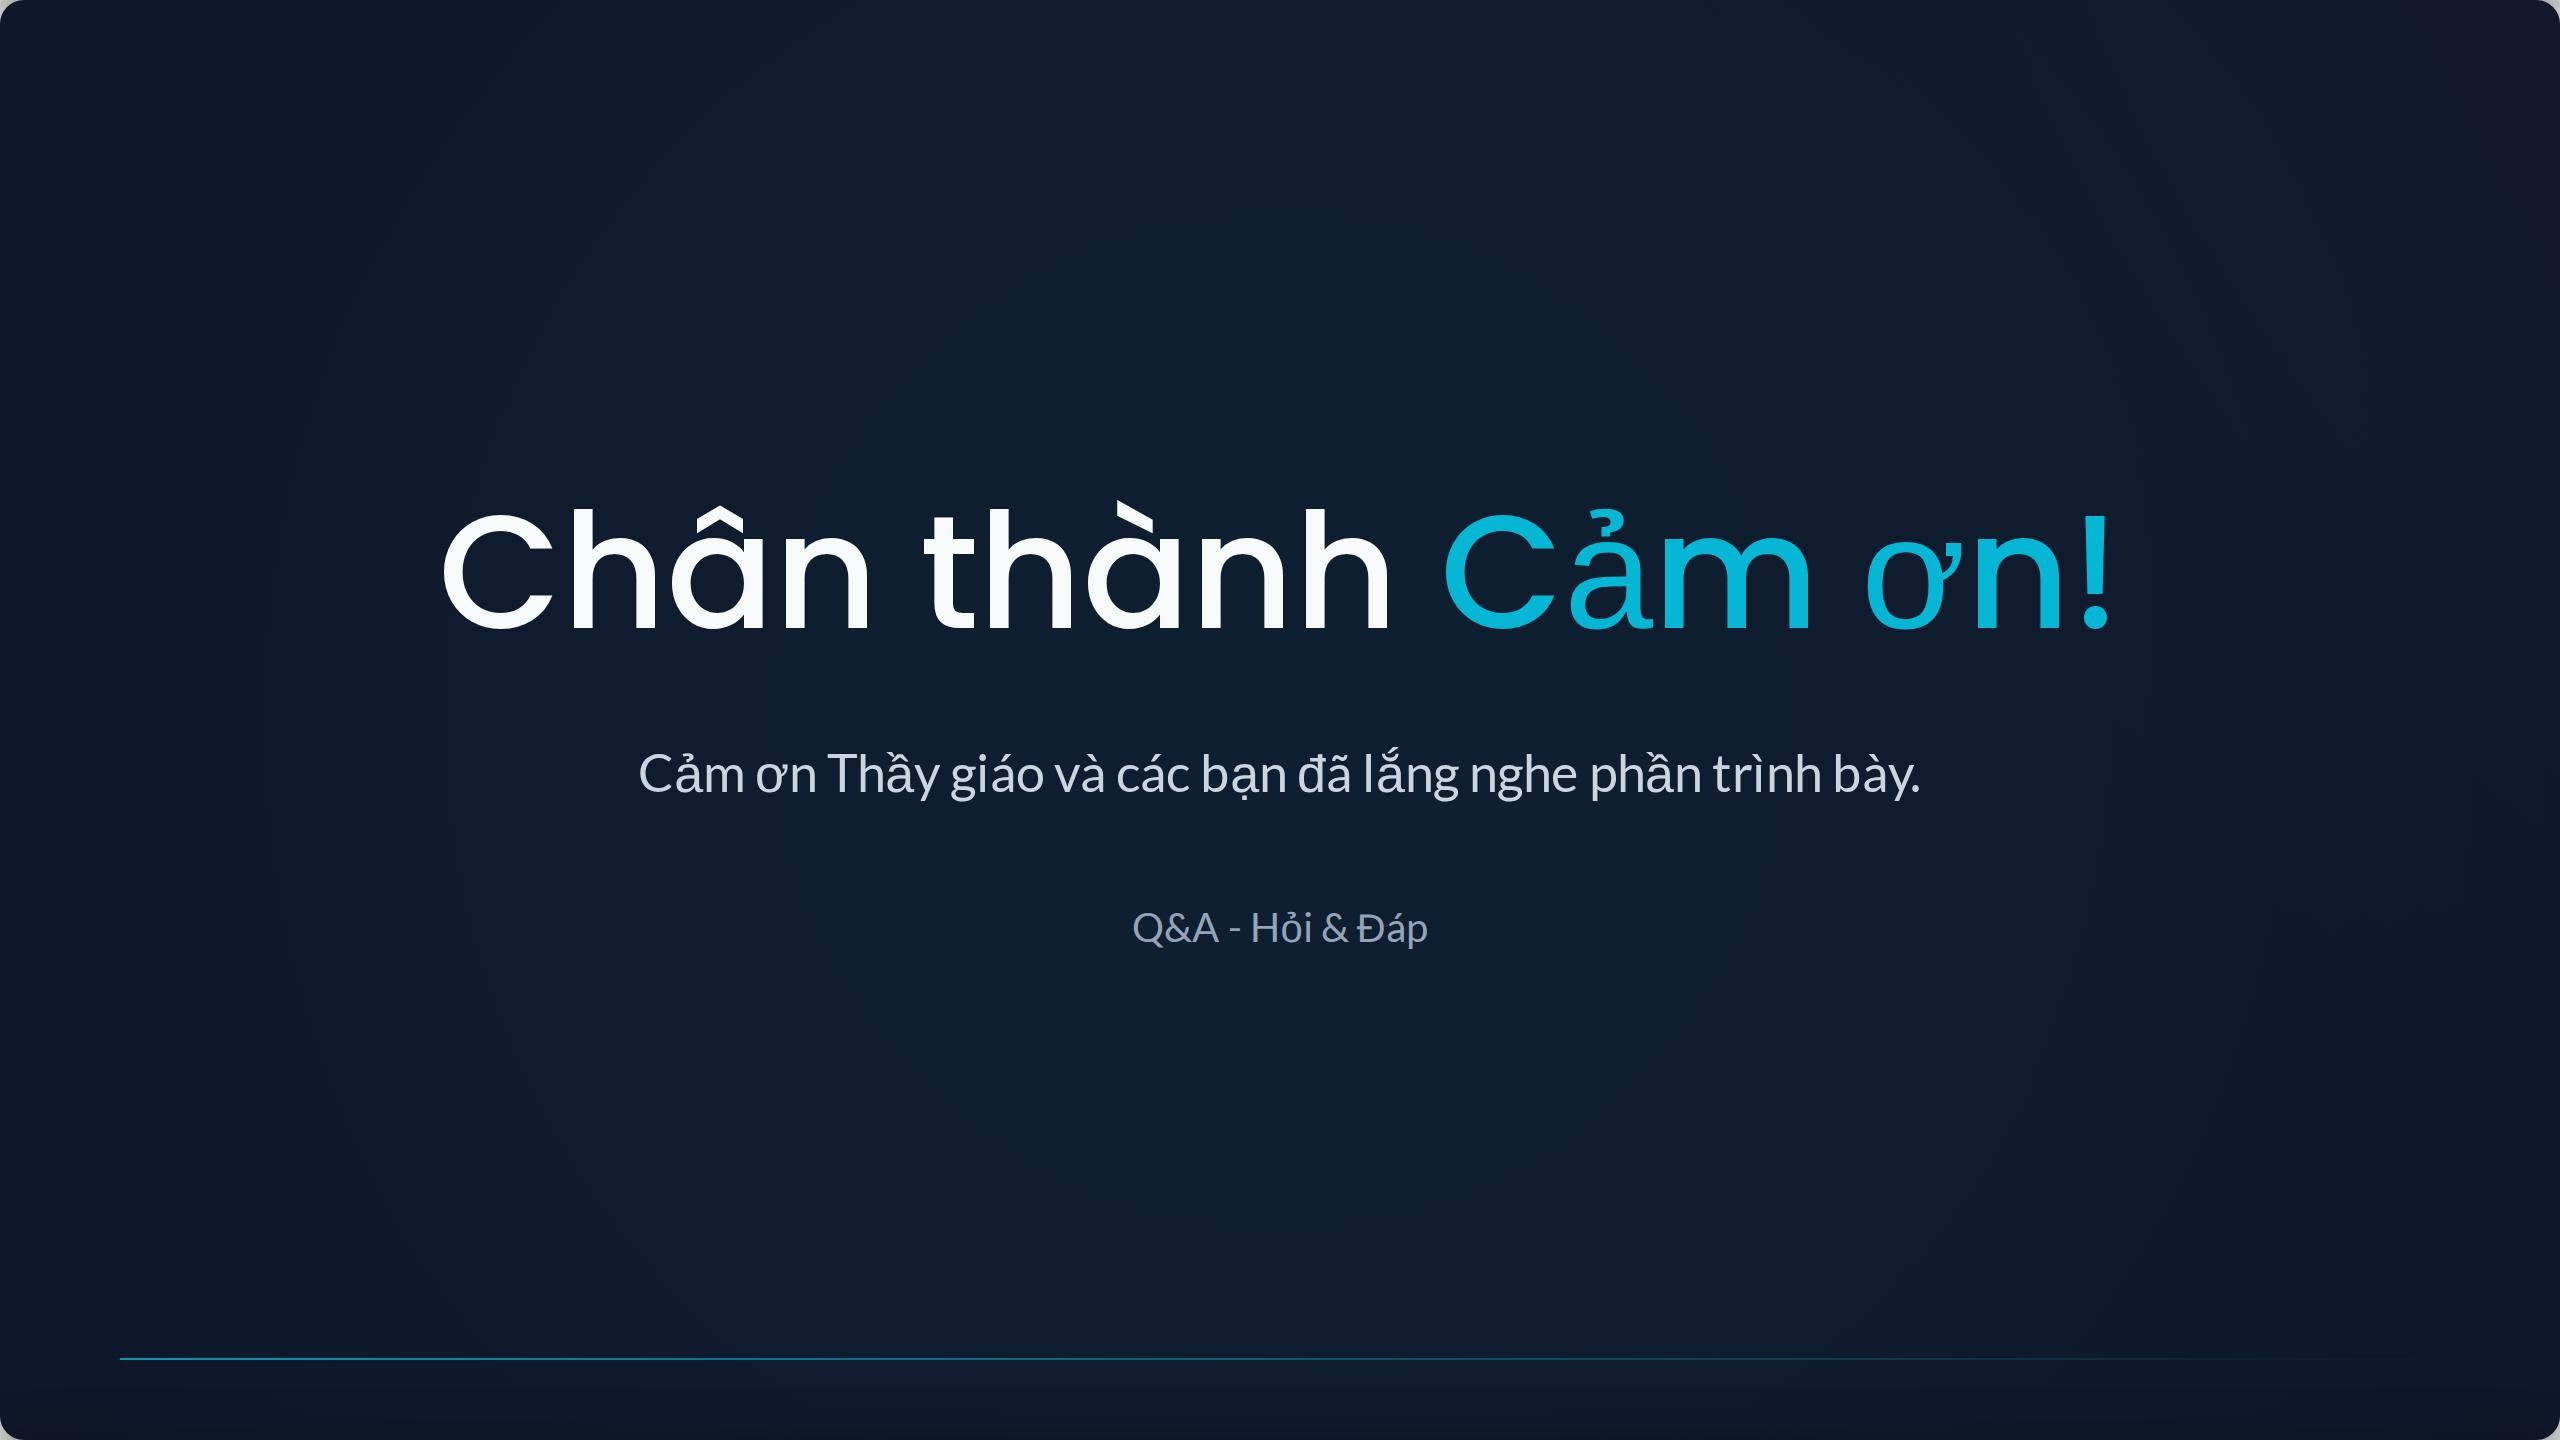 Chân thành Cảm ơn!
Cảm ơn Thầy giáo và các bạn đã lắng nghe phần trình bày.
Q&A - Hỏi & Đáp